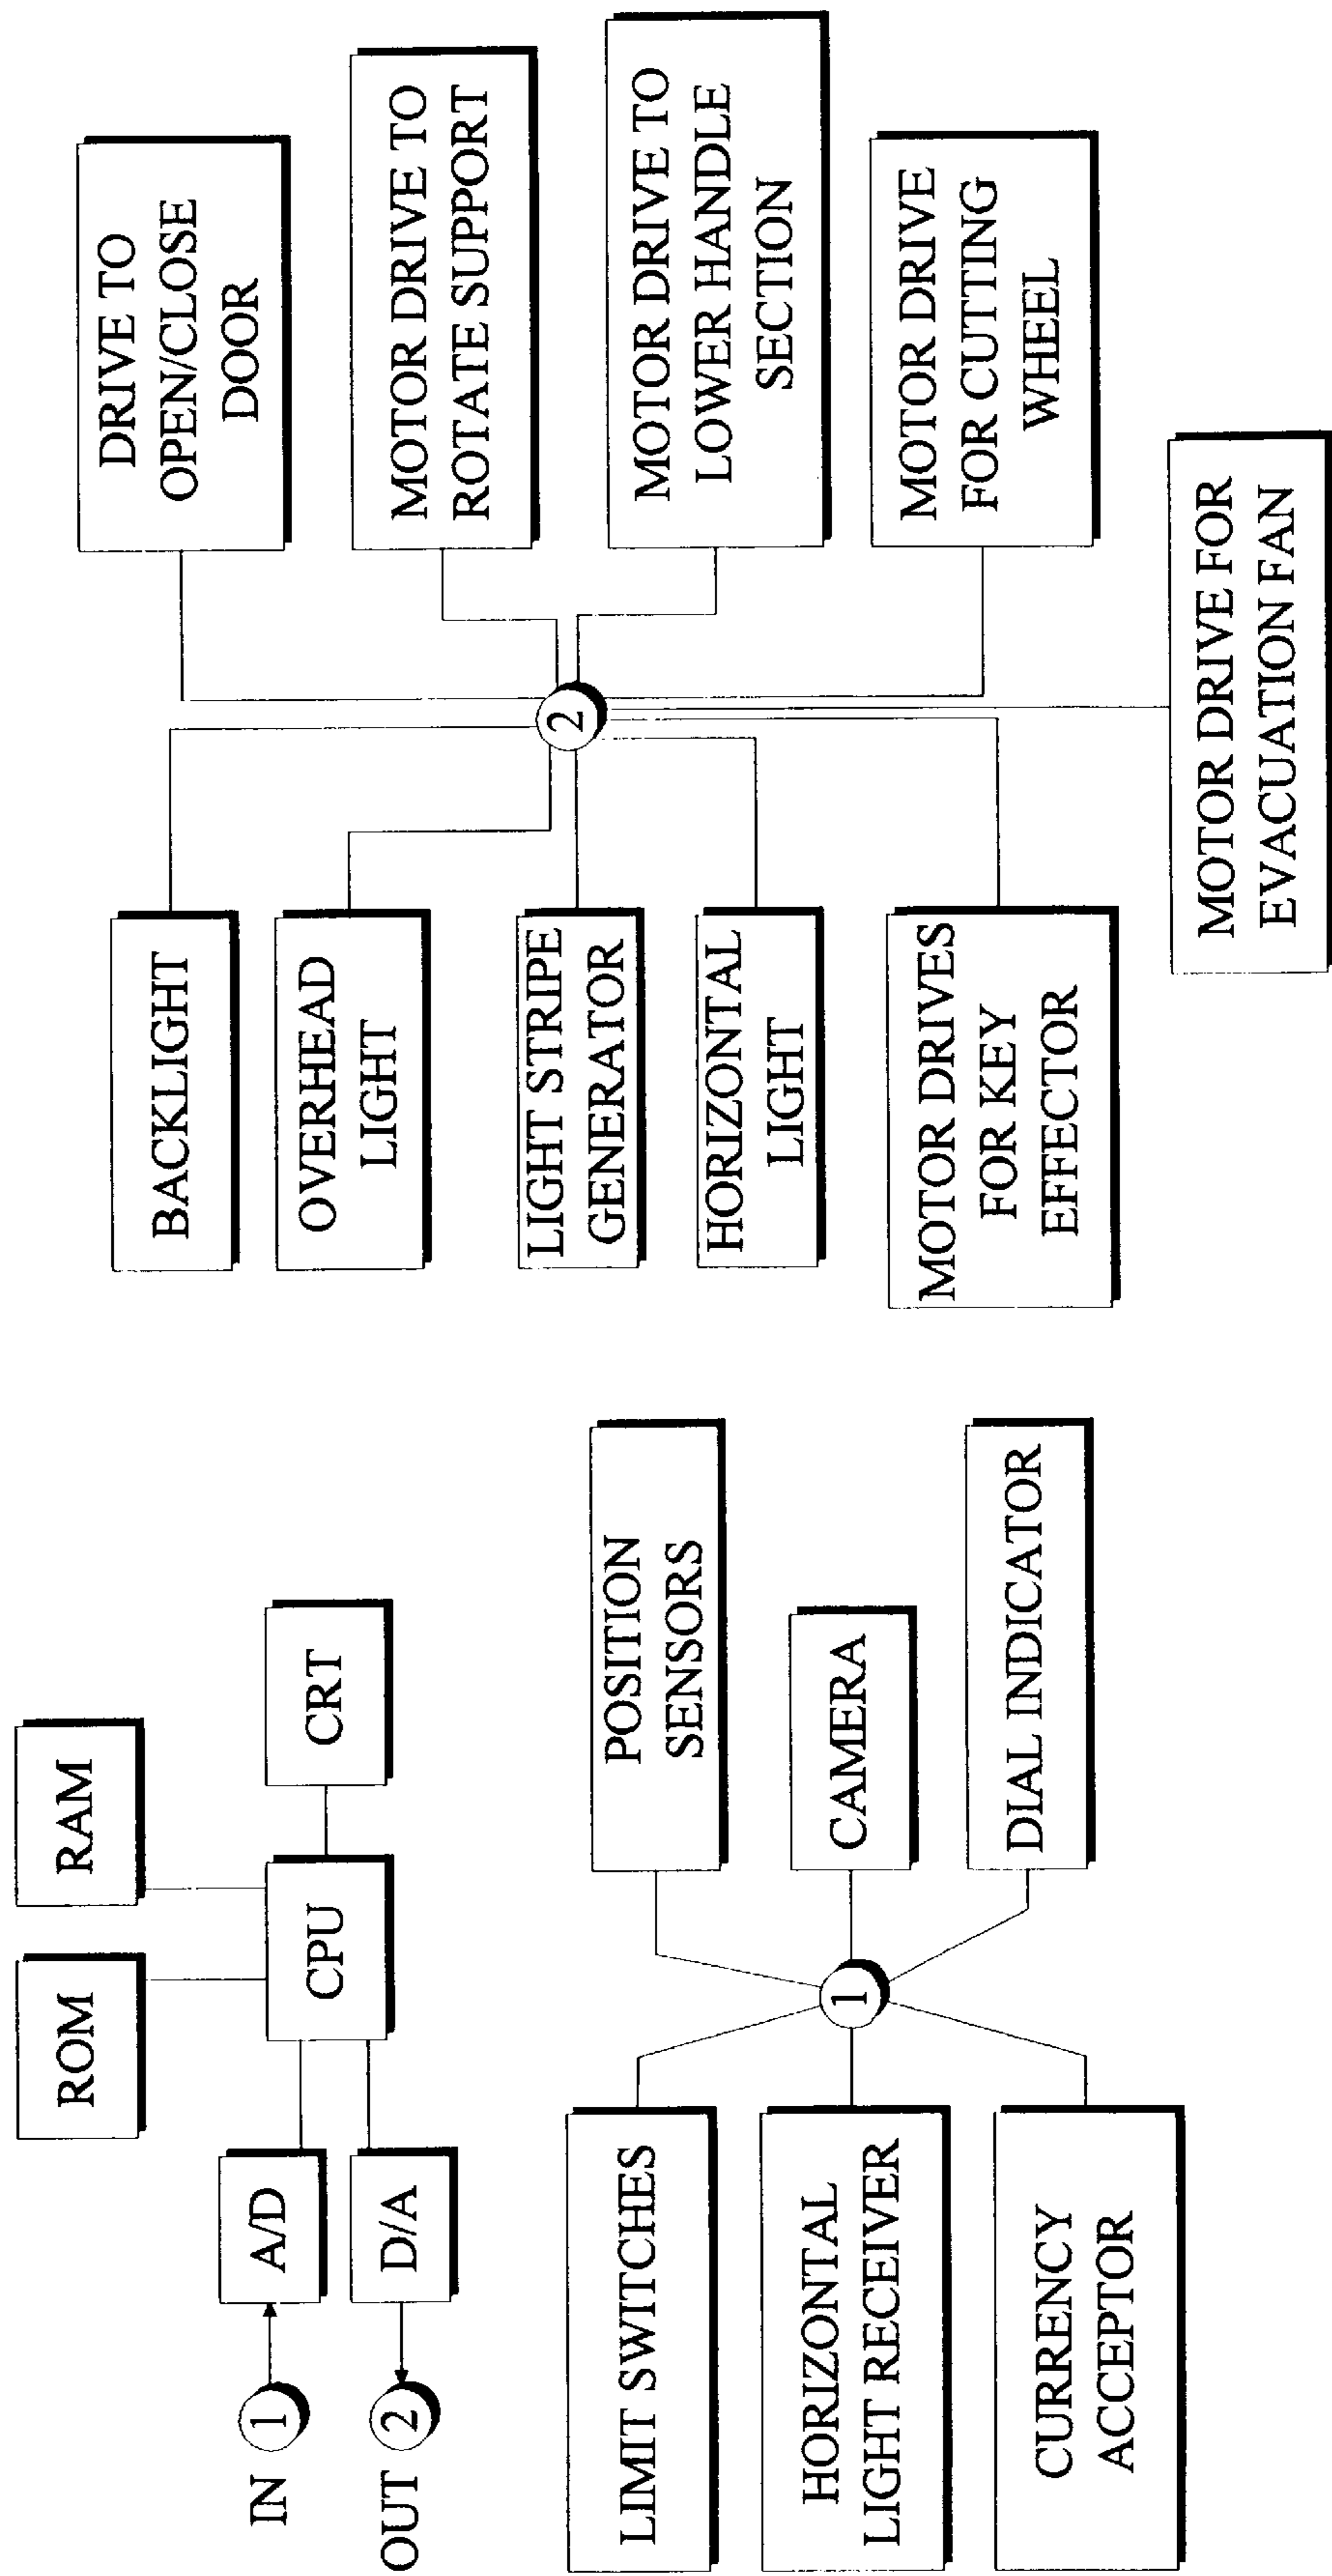 ROM
RAM
IN
1
A/D
CPU
CRT
OUT
2
D/A
LIMIT SWITCHES
POSITION
SENSORS
HORIZONTAL
LIGHT RECEIVER
1
CAMERA
CURRENCY
ACCEPTOR
DIAL INDICATOR
BACKLIGHT
DRIVE TO
OPEN/CLOSE
DOOR
OVERHEAD
LIGHT
MOTOR DRIVE TO
ROTATE SUPPORT
LIGHT STRIPE
GENERATOR
2
MOTOR DRIVE TO
LOWER HANDLE
SECTION
HORIZONTAL
LIGHT
MOTOR DRIVES
FOR KEY
EFFECTOR
MOTOR DRIVE
FOR CUTTING
WHEEL
MOTOR DRIVE FOR
EVACUATION FAN